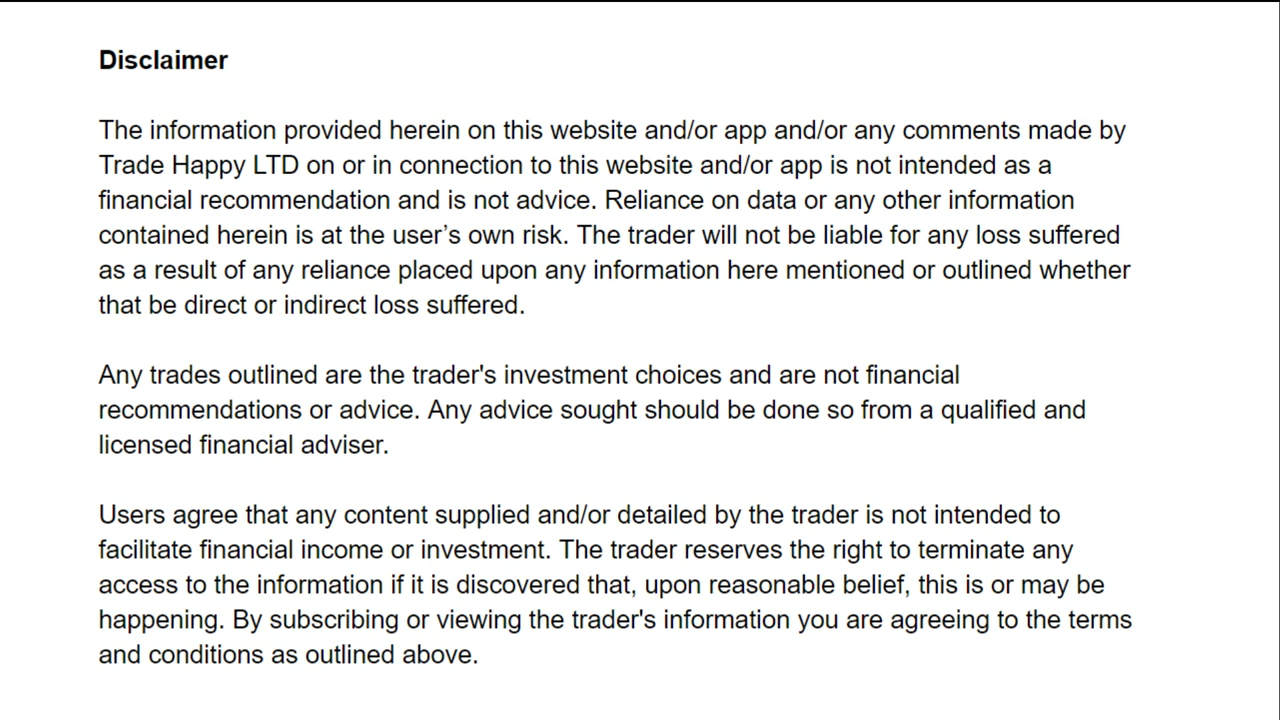 Disclaimer
The information provided herein on this website and/or app and/or any comments made by
Trade Happy LTD on or in connection to this website and/or app is not intended as a
financial recommendation and is not advice. Reliance on data or any other information
contained herein is at the user’s own risk. The trader will not be liable for any loss suffered
as a result of any reliance placed upon any information here mentioned or outlined whether
that be direct or indirect loss suffered.
Any trades outlined are the trader's investment choices and are not financial
recommendations or advice. Any advice sought should be done so from a qualified and
licensed financial adviser.
Users agree that any content supplied and/or detailed by the trader is not intended to
facilitate financial income or investment. The trader reserves the right to terminate any
access to the information if it is discovered that, upon reasonable belief, this is or may be
happening. By subscribing or viewing the trader's information you are agreeing to the terms
and conditions as outlined above.